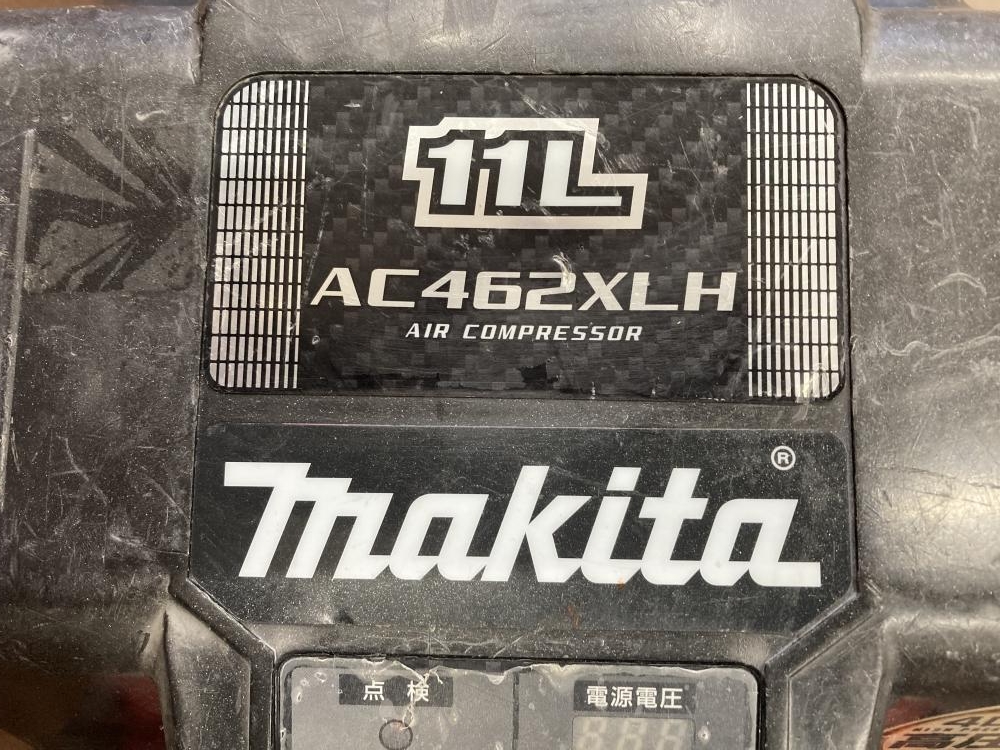 11L
AC462XLH
AIR COMPRESSOR
makita®
点検 電源電圧